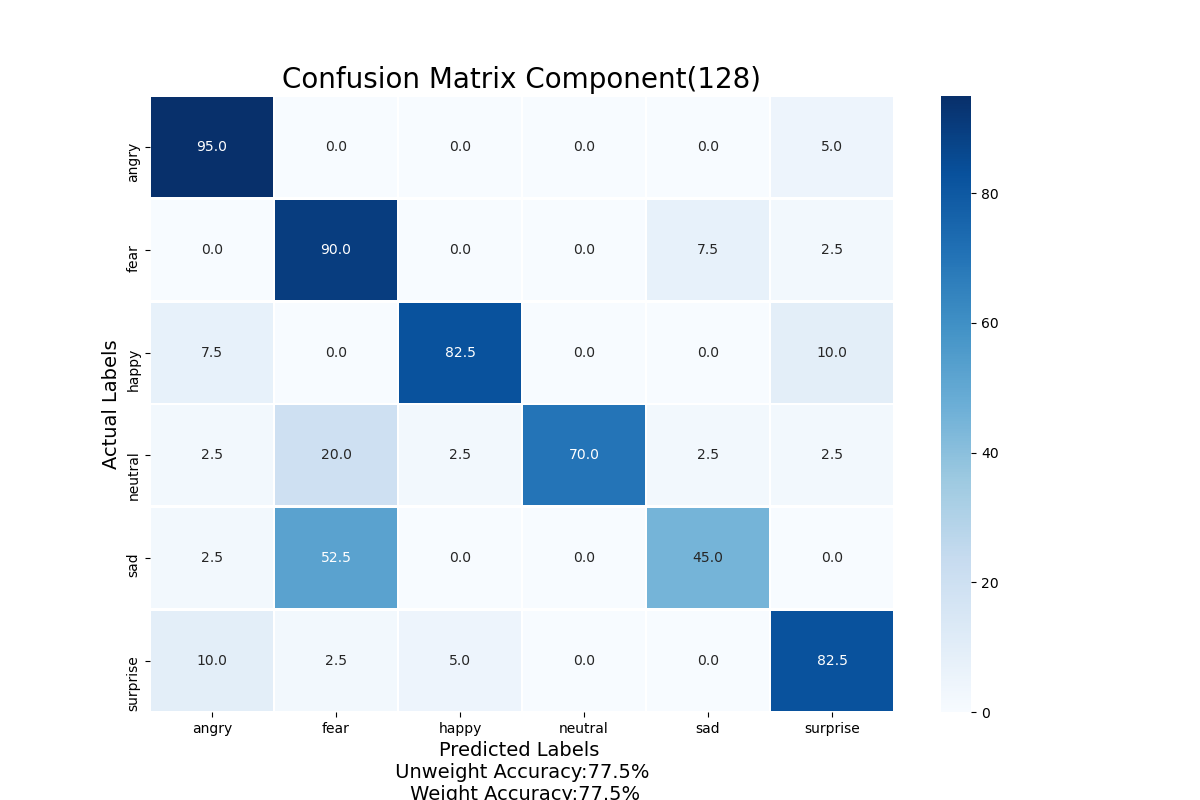 Confusion Matrix Component(128)
angry 95.0 0.0 0.0 0.0 0.0 5.0
fear 0.0 90.0 0.0 0.0 7.5 2.5
happy 7.5 0.0 82.5 0.0 0.0 10.0
neutral 2.5 20.0 2.5 70.0 2.5 2.5
sad 2.5 52.5 0.0 0.0 45.0 0.0
surprise 10.0 2.5 5.0 0.0 0.0 82.5
angry fear happy neutral sad surprise
Actual Labels
Predicted Labels
Unweight Accuracy:77.5%
Weight Accuracy:77.5%
80
60
40
20
0